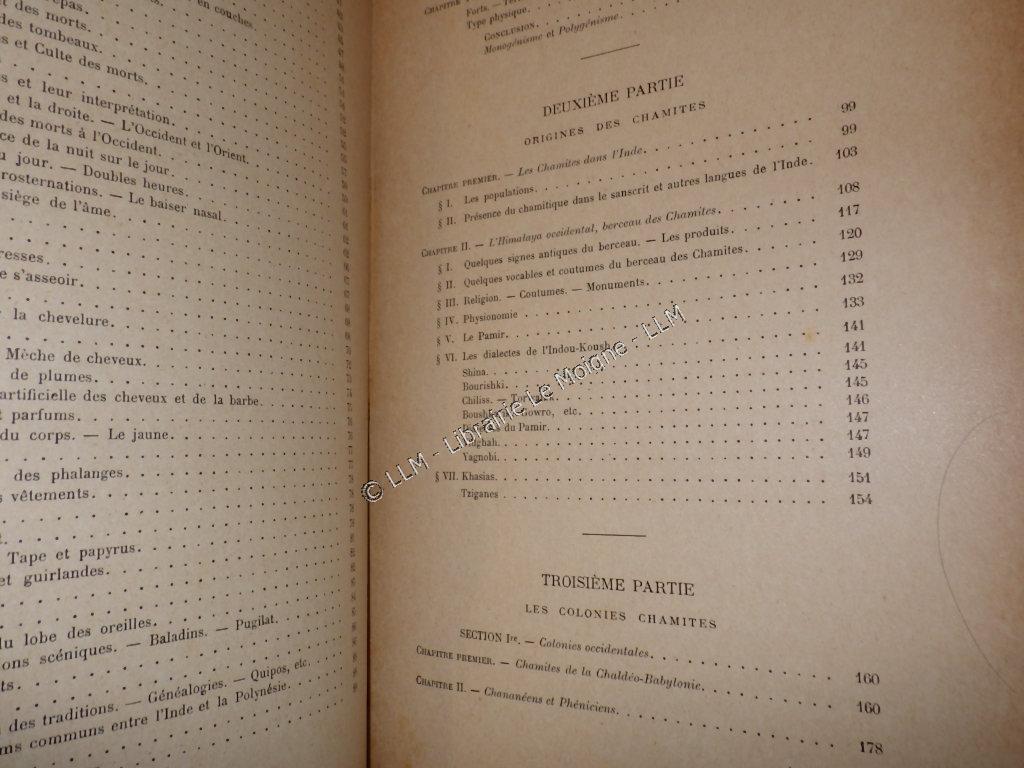 en couches
repas.
des morts.
des tombeaux.
et Culte des morts.
et leur interprétation.
et la droite. — L'Occident et l'Orient.
des morts à l'Occident.
ce de la nuit sur le jour.
du jour. — Doubles heures.
rosternations. — Le baiser nasal.
siège de l'âme.
resses.
e s'asseoir.
la chevelure.
Mèche de cheveux.
de plumes.
artificielle des cheveux et de la barbe.
t parfums.
du corps. — Le jaune.
des phalanges.
s vêtements.
Tape et papyrus.
et guirlandes.
du lobe des oreilles.
ions scéniques. — Baladins. — Pugilat.
ts.
des traditions. — Généalogies. — Quipos, etc.
ms communs entre l'Inde et la Polynésie.
CHAPITRE
Forts. —
Type physique.
CONCLUSION.
Monogénisme et Polygénisme
DEUXIÈME PARTIE
ORIGINES DES CHAMITES
CHAPITRE PREMIER. — Les Chamites dans l'Inde. 99
§ I. Les populations. 99
§ II. Présence du chamitique dans le sanscrit et autres langues de l'Inde. 103
CHAPITRE II. — L'Himalaya occidental, berceau des Chamites. 108
§ I. Quelques signes antiques du berceau. — Les produits. 117
§ II. Quelques vocables et coutumes du berceau des Chamites. 120
§ III. Religion. — Coutumes. — Monuments. 129
§ IV. Physionomie 132
§ V. Le Pamir. 133
§ VI. Les dialectes de l'Indou-Koush. 141
Shina. 141
Bourishki. 145
Chiliss. — 145
Gowro, etc. 146
du Pamir. 147
Yagnobi. 149
§ VII. Khasias. 151
Tziganes 154
TROISIÈME PARTIE
LES COLONIES CHAMITES
SECTION Ire. — Colonies occidentales. 160
CHAPITRE PREMIER. — Chamites de la Chaldéo-Babylonie. 160
CHAPITRE II. — Chananéens et Phéniciens. 178
© LLM - Librairie Le Moigne - LLM